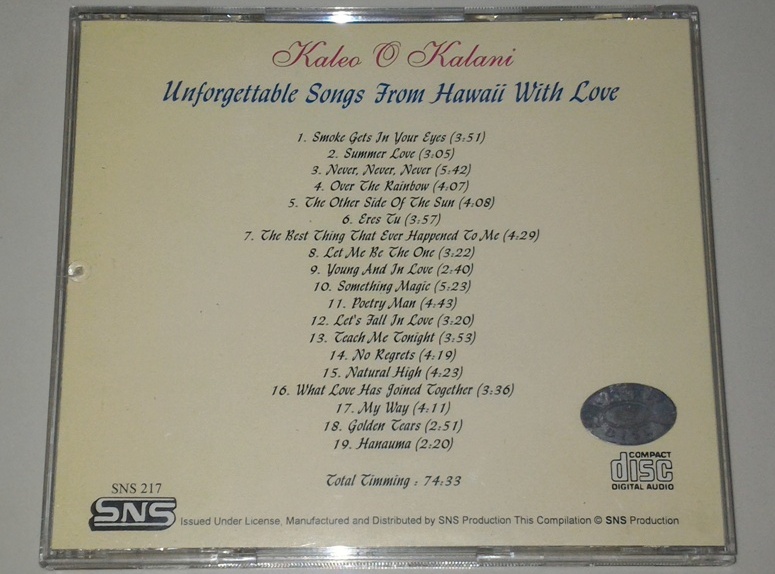 Kaleo O Kalani
Unforgettable Songs From Hawaii With Love
1. Smoke Gets In Your Eyes (3:51)
2. Summer Love (3:05)
3. Never, Never, Never (5:42)
4. Over The Rainbow (4:07)
5. The Other Side Of The Sun (4:08)
6. Eres Tu (3:57)
7. The Best Thing That Ever Happened To Me (4:29)
8. Let Me Be The One (3:22)
9. Young And In Love (2:40)
10. Something Magic (5:23)
11. Poetry Man (4:43)
12. Let's Fall In Love (3:20)
13. Teach Me Tonight (3:53)
14. No Regrets (4:19)
15. Natural High (4:23)
16. What Love Has Joined Together (3:36)
17. My Way (4:11)
18. Golden Tears (2:51)
19. Hanauma (2:20)
Total Timming : 74:33
COMPACT
disc
DIGITAL AUDIO
SNS 217
SNS
Issued Under License, Manufactured and Distributed by SNS Production This Compilation © SNS Production